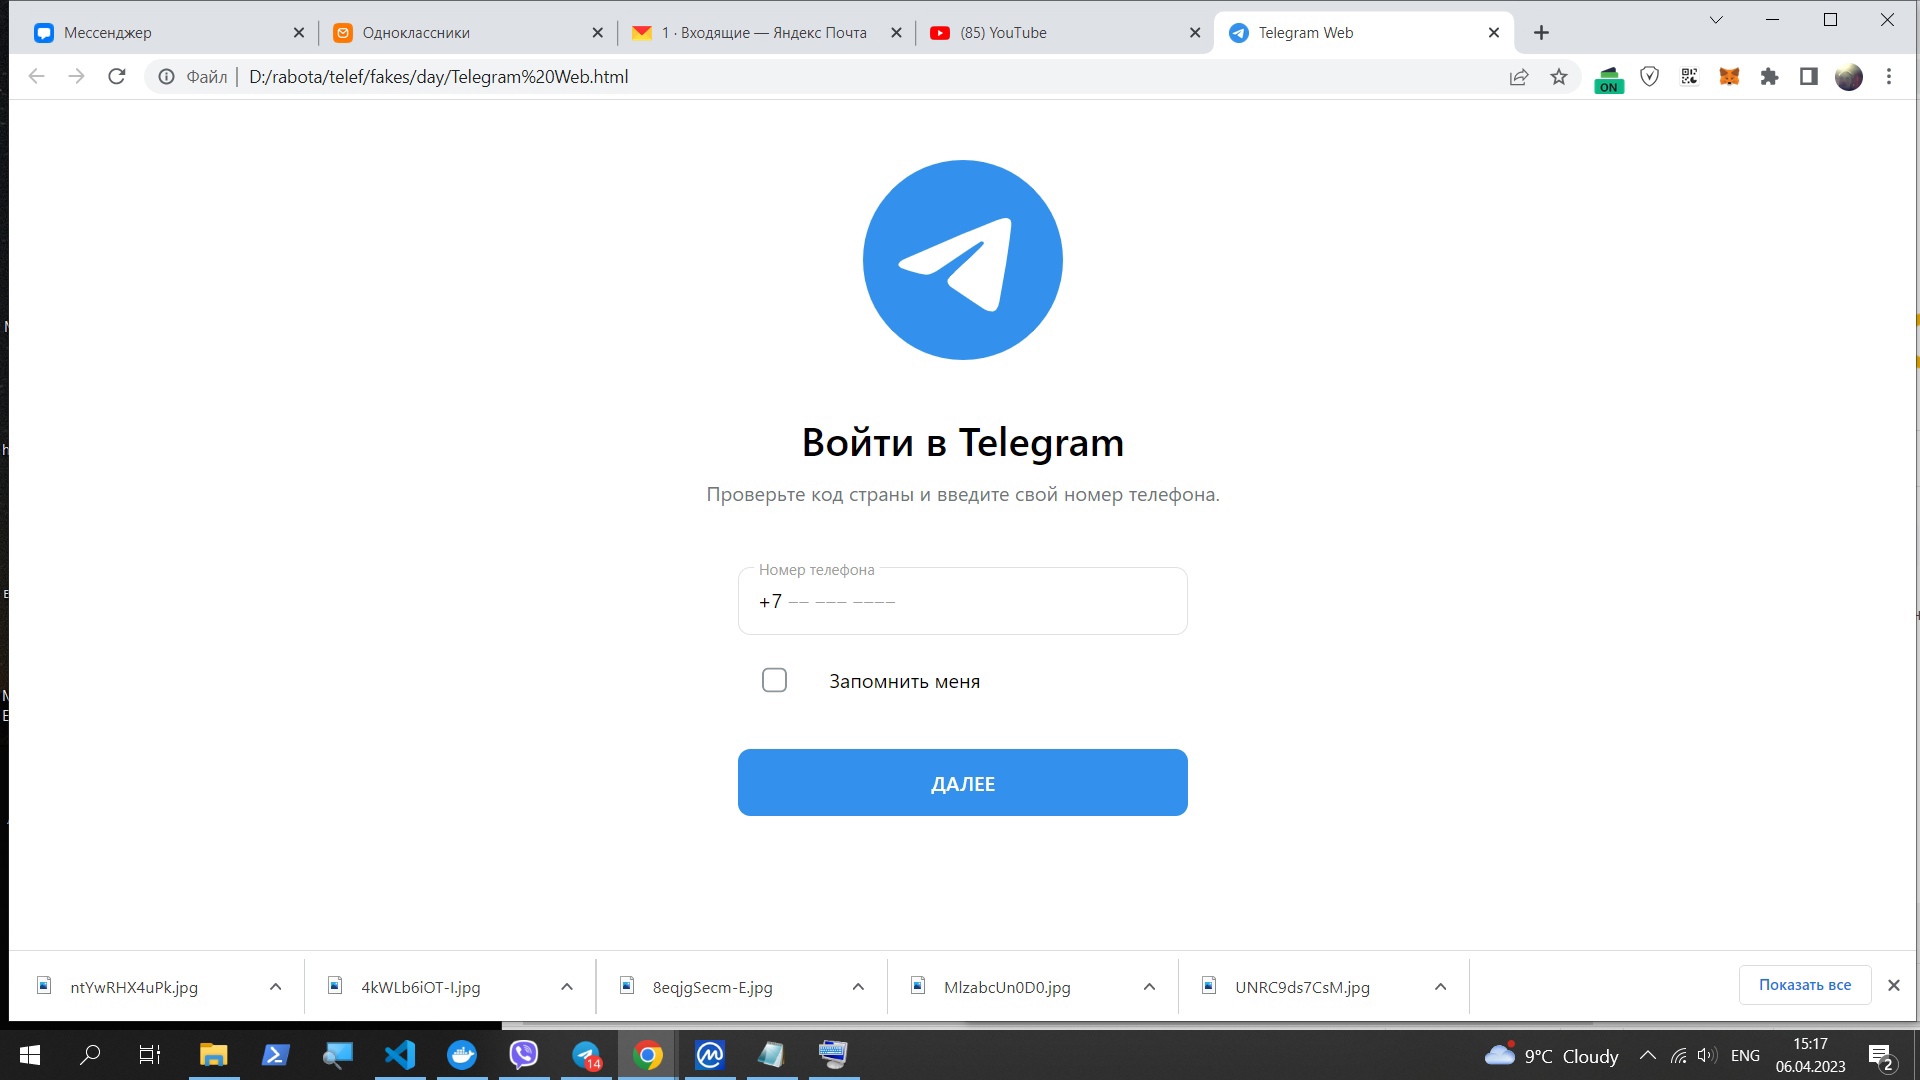 Мессенджер
Одноклассники
1 · Входящие — Яндекс Почта
(85) YouTube
Telegram Web
Файл
D:/rabota/telef/fakes/day/Telegram%20Web.html
ON
Войти в Telegram
Проверьте код страны и введите свой номер телефона.
Номер телефона
+7 –– ––– ––––
Запомнить меня
ДАЛЕЕ
ntYwRHX4uPk.jpg
4kWLb6iOT-I.jpg
8eqjgSecm-E.jpg
MlzabcUn0D0.jpg
UNRC9ds7CsM.jpg
Показать все
14
9°C Cloudy
ENG
15:17
06.04.2023
2